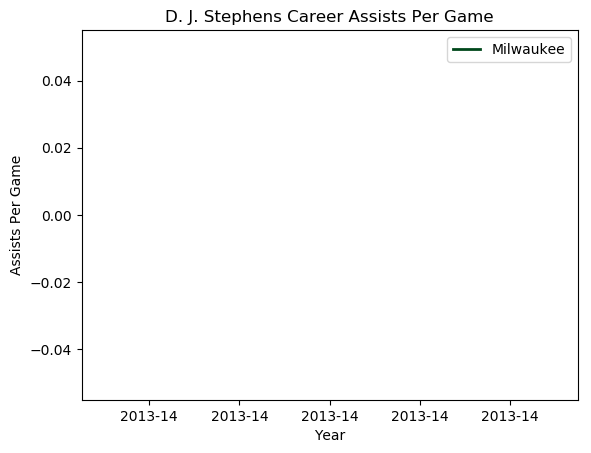 D. J. Stephens Career Assists Per Game
Milwaukee
0.04
0.02
0.00
−0.02
−0.04
Assists Per Game
2013-14 2013-14 2013-14 2013-14 2013-14
Year